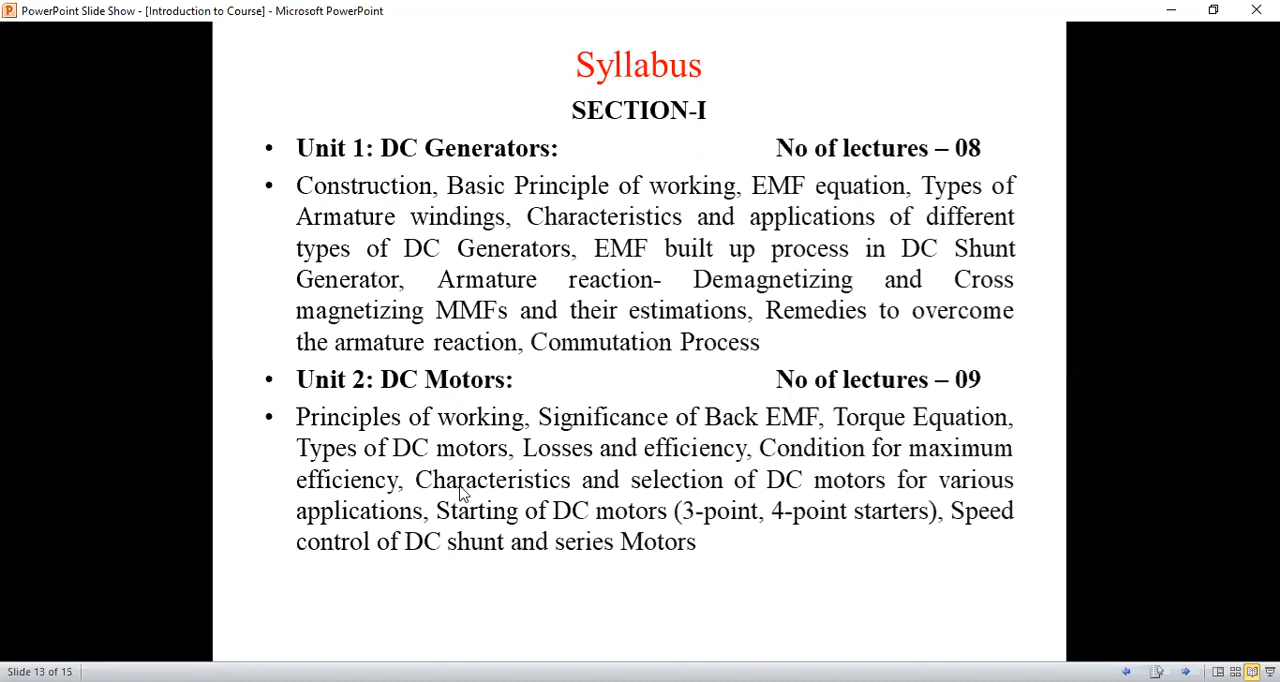 PowerPoint Slide Show - [Introduction to Course] - Microsoft PowerPoint
Syllabus
SECTION-I
• Unit 1: DC Generators: No of lectures – 08
• Construction, Basic Principle of working, EMF equation, Types of
Armature windings, Characteristics and applications of different
types of DC Generators, EMF built up process in DC Shunt
Generator, Armature reaction- Demagnetizing and Cross
magnetizing MMFs and their estimations, Remedies to overcome
the armature reaction, Commutation Process
• Unit 2: DC Motors: No of lectures – 09
• Principles of working, Significance of Back EMF, Torque Equation,
Types of DC motors, Losses and efficiency, Condition for maximum
efficiency, Characteristics and selection of DC motors for various
applications, Starting of DC motors (3-point, 4-point starters), Speed
control of DC shunt and series Motors
Slide 13 of 15